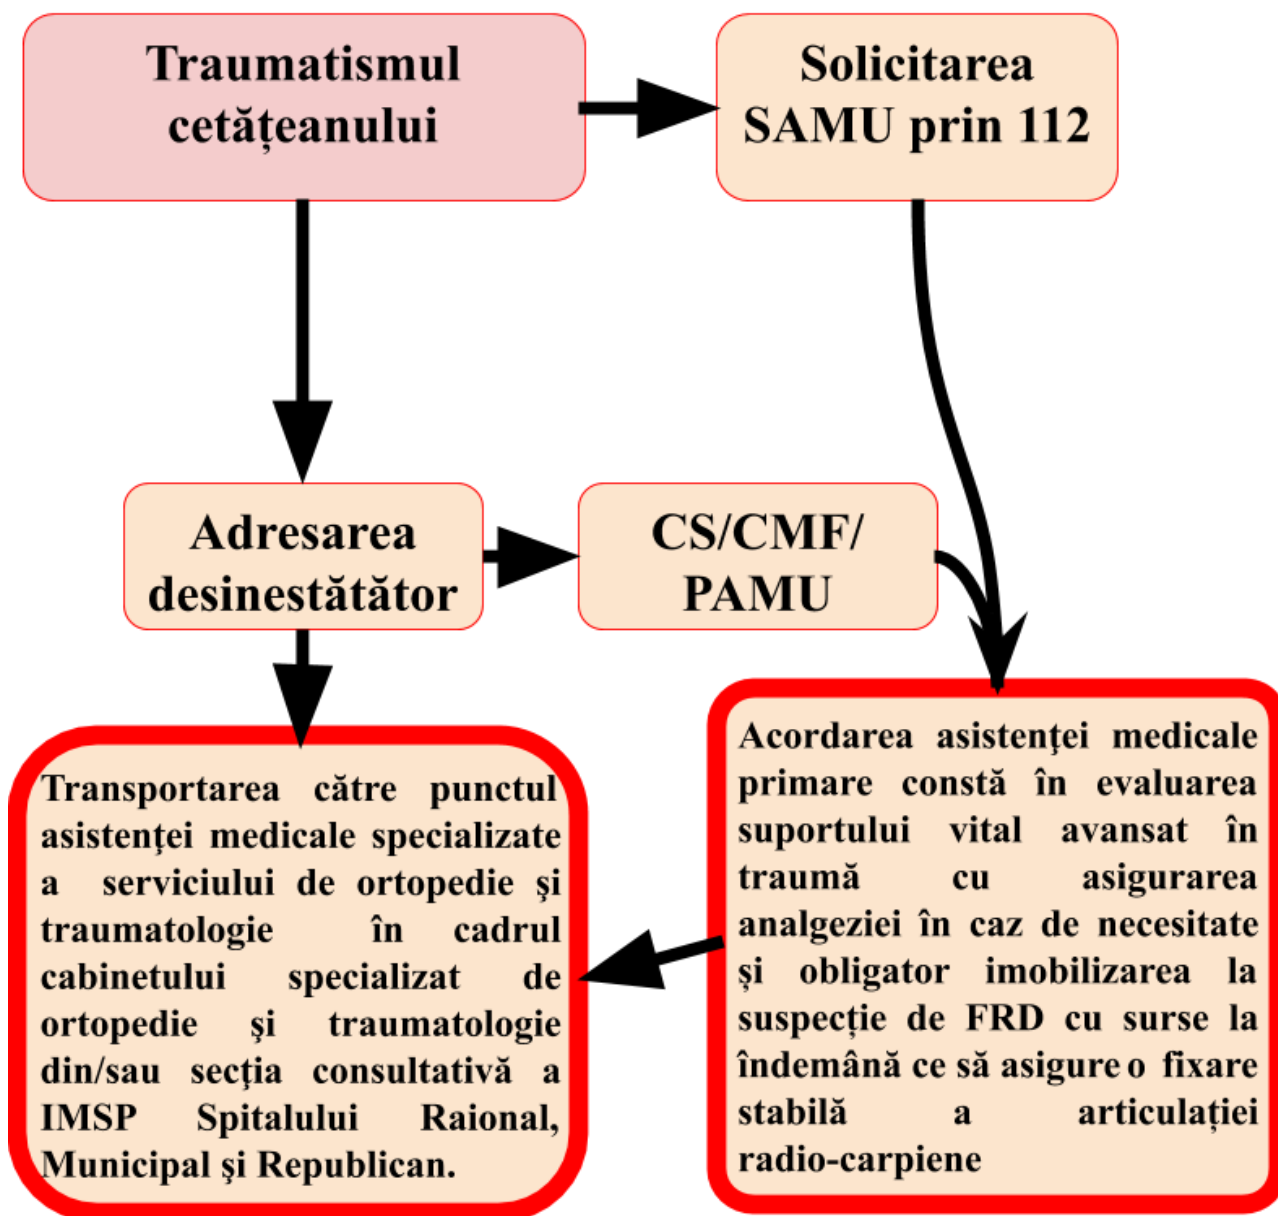 Traumatismul
cetățeanului
Solicitarea
SAMU prin 112
Adresarea
desinestătător
CS/CMF/
PAMU
Transportarea către punctul
asistenţei medicale specializate
a serviciului de ortopedie şi
traumatologie în cadrul
cabinetului specializat de
ortopedie şi traumatologie
din/sau secţia consultativă a
IMSP Spitalului Raional,
Municipal şi Republican.
Acordarea asistenţei medicale
primare constă în evaluarea
suportului vital avansat în
traumă cu asigurarea
analgeziei în caz de necesitate
și obligator imobilizarea la
suspecție de FRD cu surse la
îndemână ce să asigure o fixare
stabilă a articulației
radio-carpiene